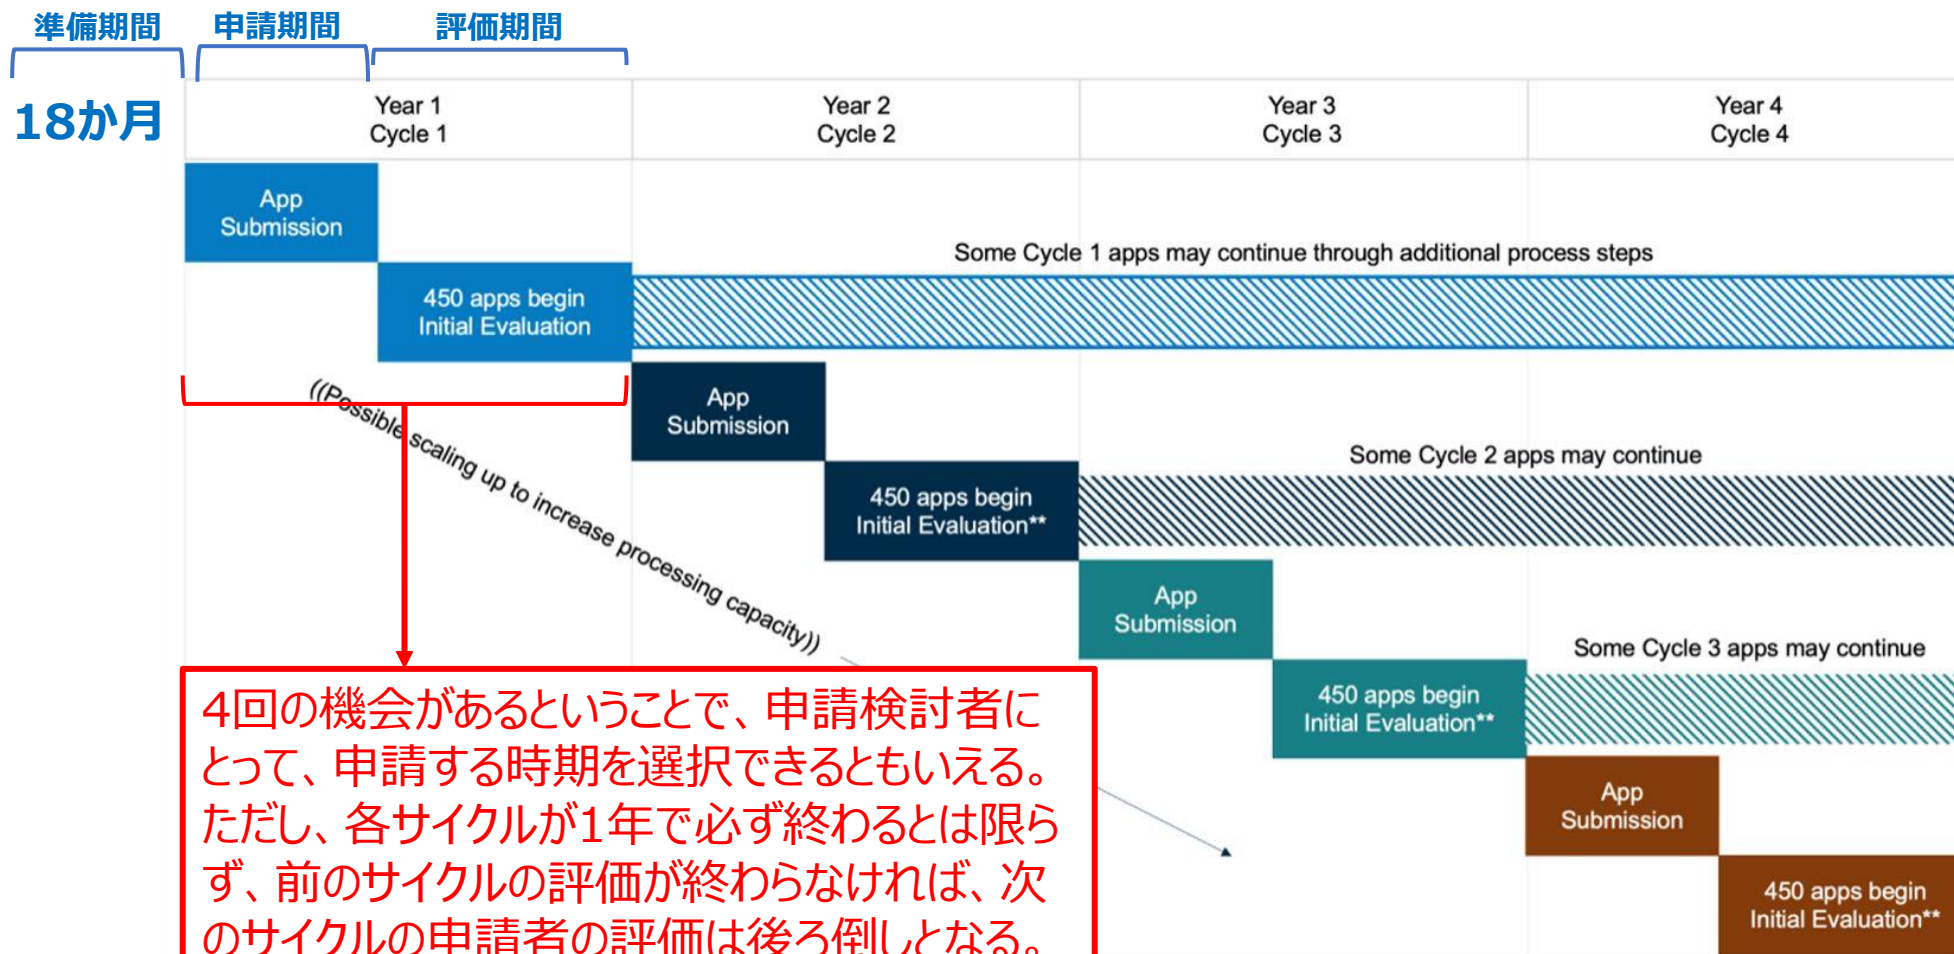 準備期間
申請期間
評価期間
18か月
Year 1
Cycle 1
Year 2
Cycle 2
Year 3
Cycle 3
Year 4
Cycle 4
App
Submission
Some Cycle 1 apps may continue through additional process steps
450 apps begin
Initial Evaluation
((Possible scaling up to increase processing capacity))
App
Submission
Some Cycle 2 apps may continue
450 apps begin
Initial Evaluation**
App
Submission
Some Cycle 3 apps may continue
450 apps begin
Initial Evaluation**
App
Submission
450 apps begin
Initial Evaluation**
4回の機会があるということで、申請検討者に
とって、申請する時期を選択できるともいえる。
ただし、各サイクルが1年で必ず終わるとは限ら
ず、前のサイクルの評価が終わらなければ、次
のサイクルの申請者の評価は後ろ倒しとなる。